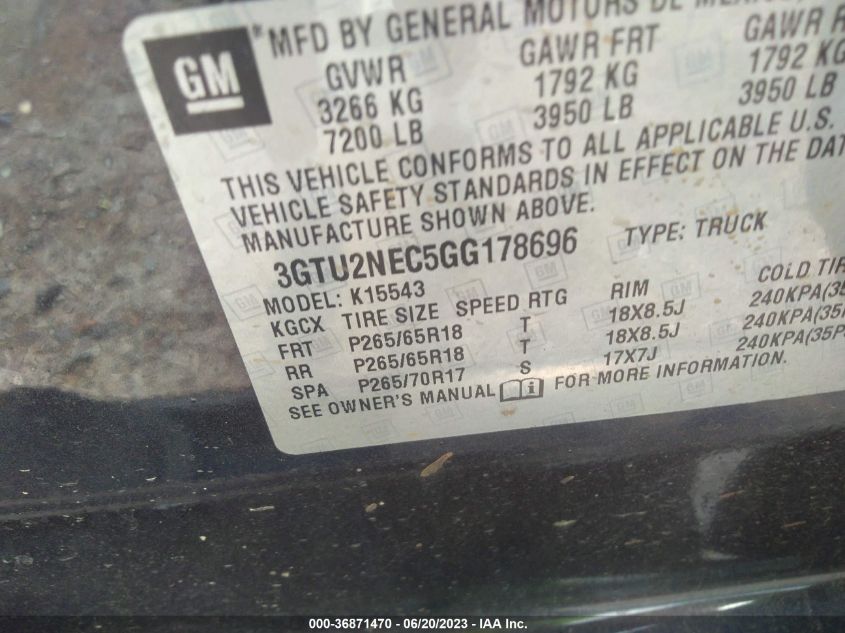 GM
MFD BY GENERAL MOTORS DE
GVWR GAWR FRT GAWR
3266 KG 1792 KG 1792 KG
7200 LB 3950 LB 3950 LB
THIS VEHICLE CONFORMS TO ALL APPLICABLE U.S.
VEHICLE SAFETY STANDARDS IN EFFECT ON THE
MANUFACTURE SHOWN ABOVE.
3GTU2NEC5GG178696 TYPE: TRUCK
MODEL: K15543
KGCX TIRE SIZE SPEED RTG RIM COLD
FRT P265/65R18 T 18X8.5J 240KPA(35
RR P265/65R18 T 18X8.5J 240KPA(35
SPA P265/70R17 S 17X7J 240KPA(35P
SEE OWNER'S MANUAL FOR MORE INFORMATION.
000-36871470 - 06/20/2023 - IAA Inc.